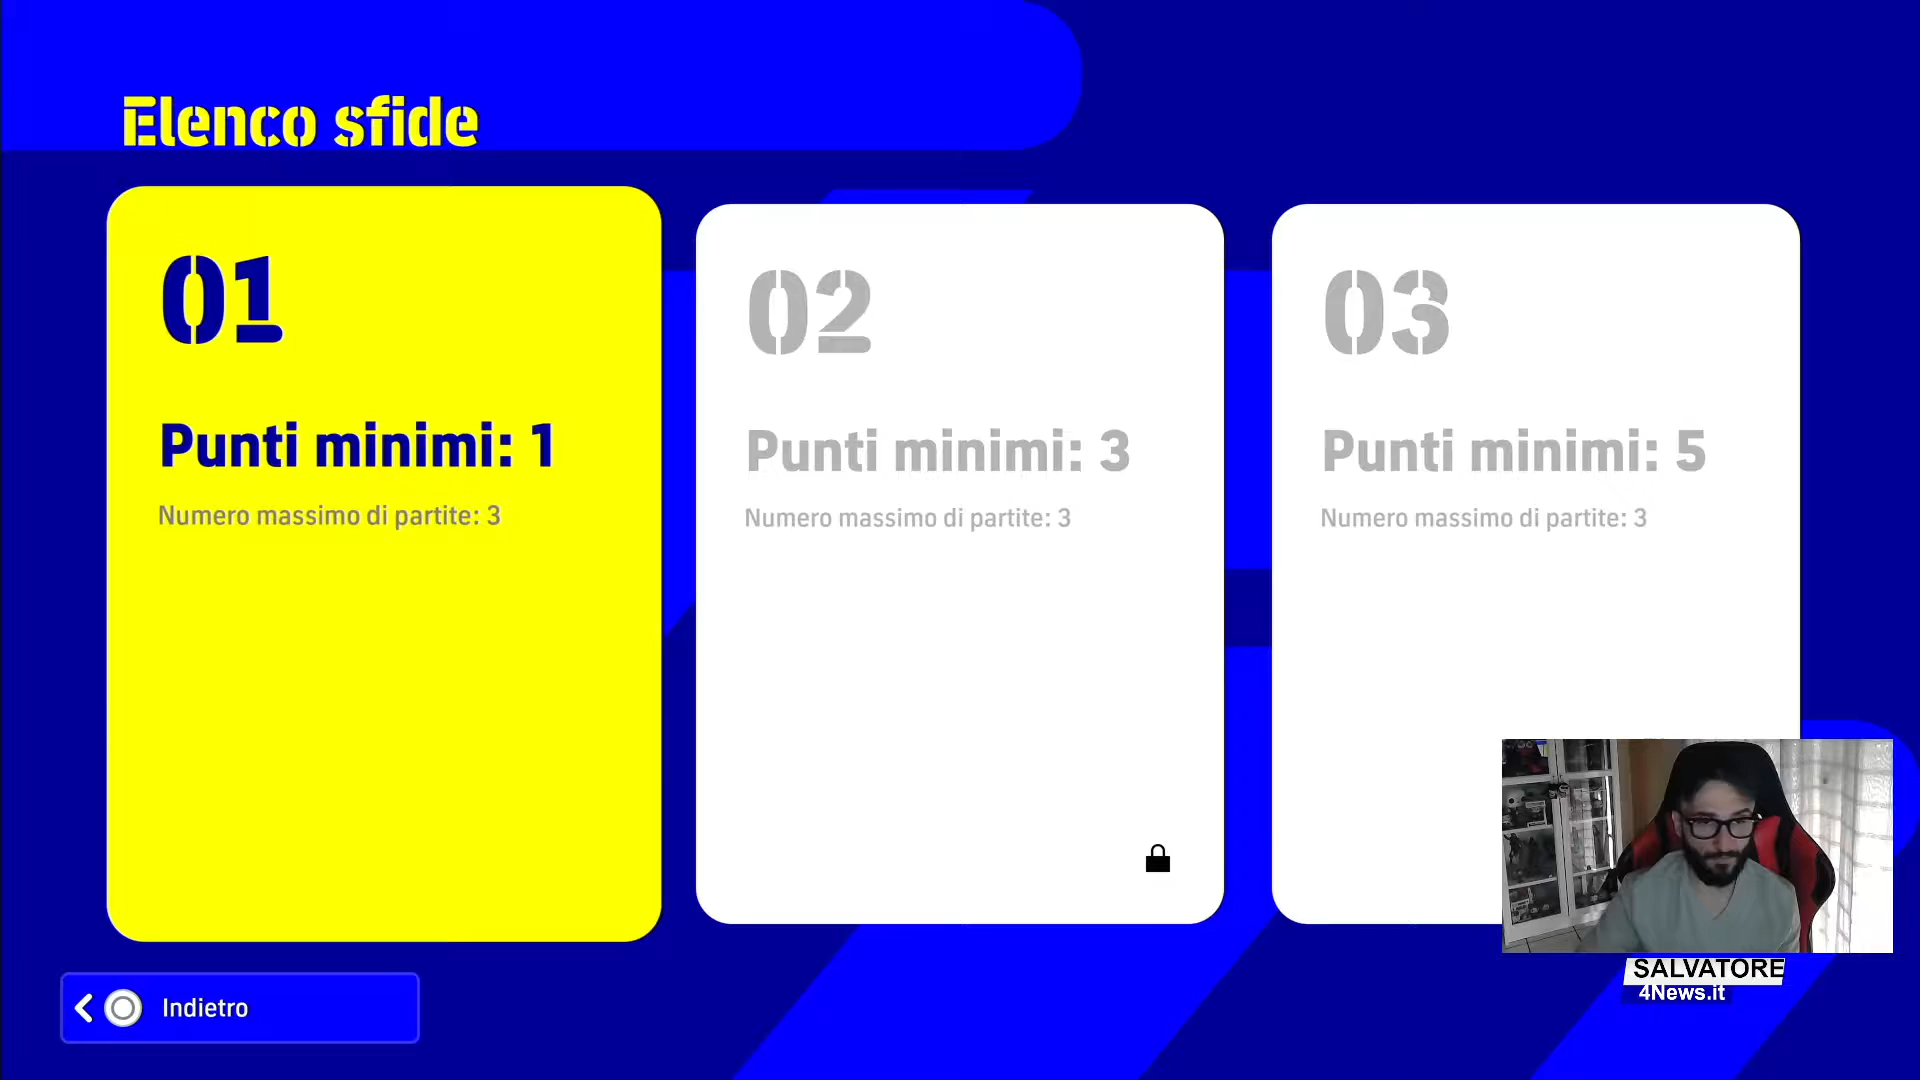 Elenco sfide
01
Punti minimi: 1
Numero massimo di partite: 3
02
Punti minimi: 3
Numero massimo di partite: 3
03
Punti minimi: 5
Numero massimo di partite: 3
Indietro
SALVATORE
4News.it